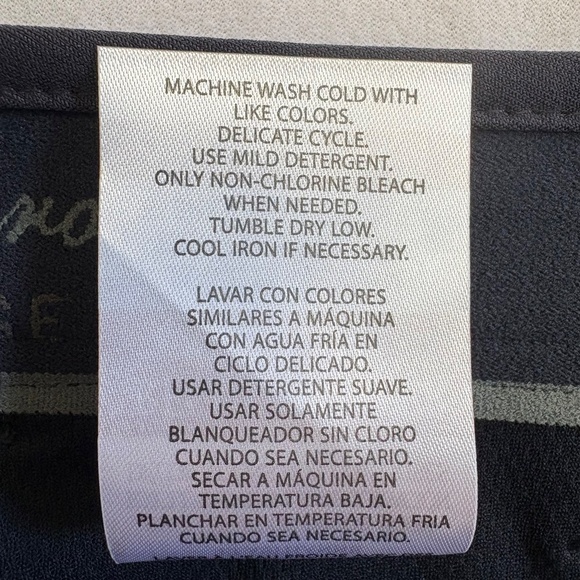 MACHINE WASH COLD WITH
LIKE COLORS.
DELICATE CYCLE.
USE MILD DETERGENT.
ONLY NON-CHLORINE BLEACH
WHEN NEEDED.
TUMBLE DRY LOW.
COOL IRON IF NECESSARY.
LAVAR CON COLORES
SIMILARES A MÁQUINA
CON AGUA FRÍA EN
CICLO DELICADO.
USAR DETERGENTE SUAVE.
USAR SOLAMENTE
BLANQUEADOR SIN CLORO
CUANDO SEA NECESARIO.
SECAR A MÁQUINA EN
TEMPERATURA BAJA.
PLANCHAR EN TEMPERATURA FRIA
CUANDO SEA NECESARIO.